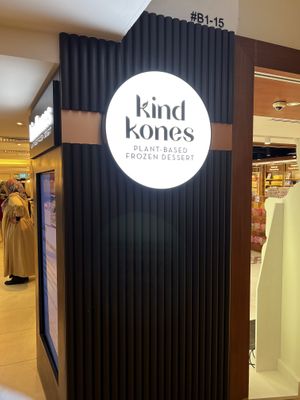 #B1-15
kind
kones
PLANT-BASED
FROZEN DESSERT